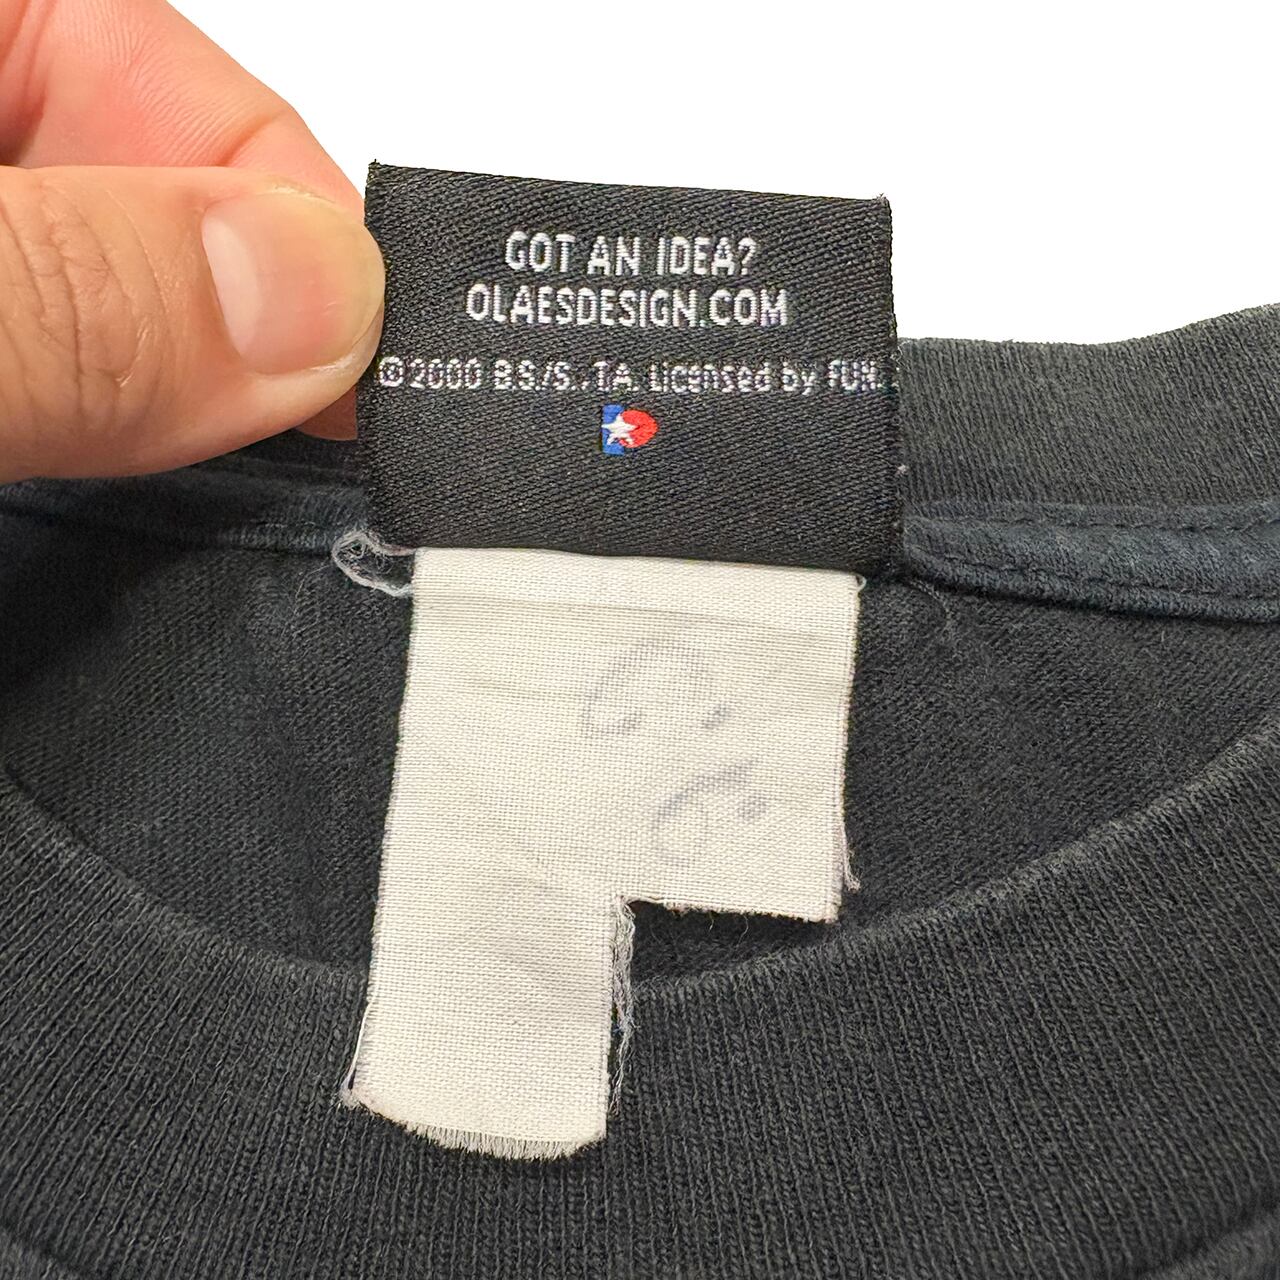 GOT AN IDEA?
OLAESDESIGN.COM
©2000 B.S/S., T.A. Licensed by FUN.